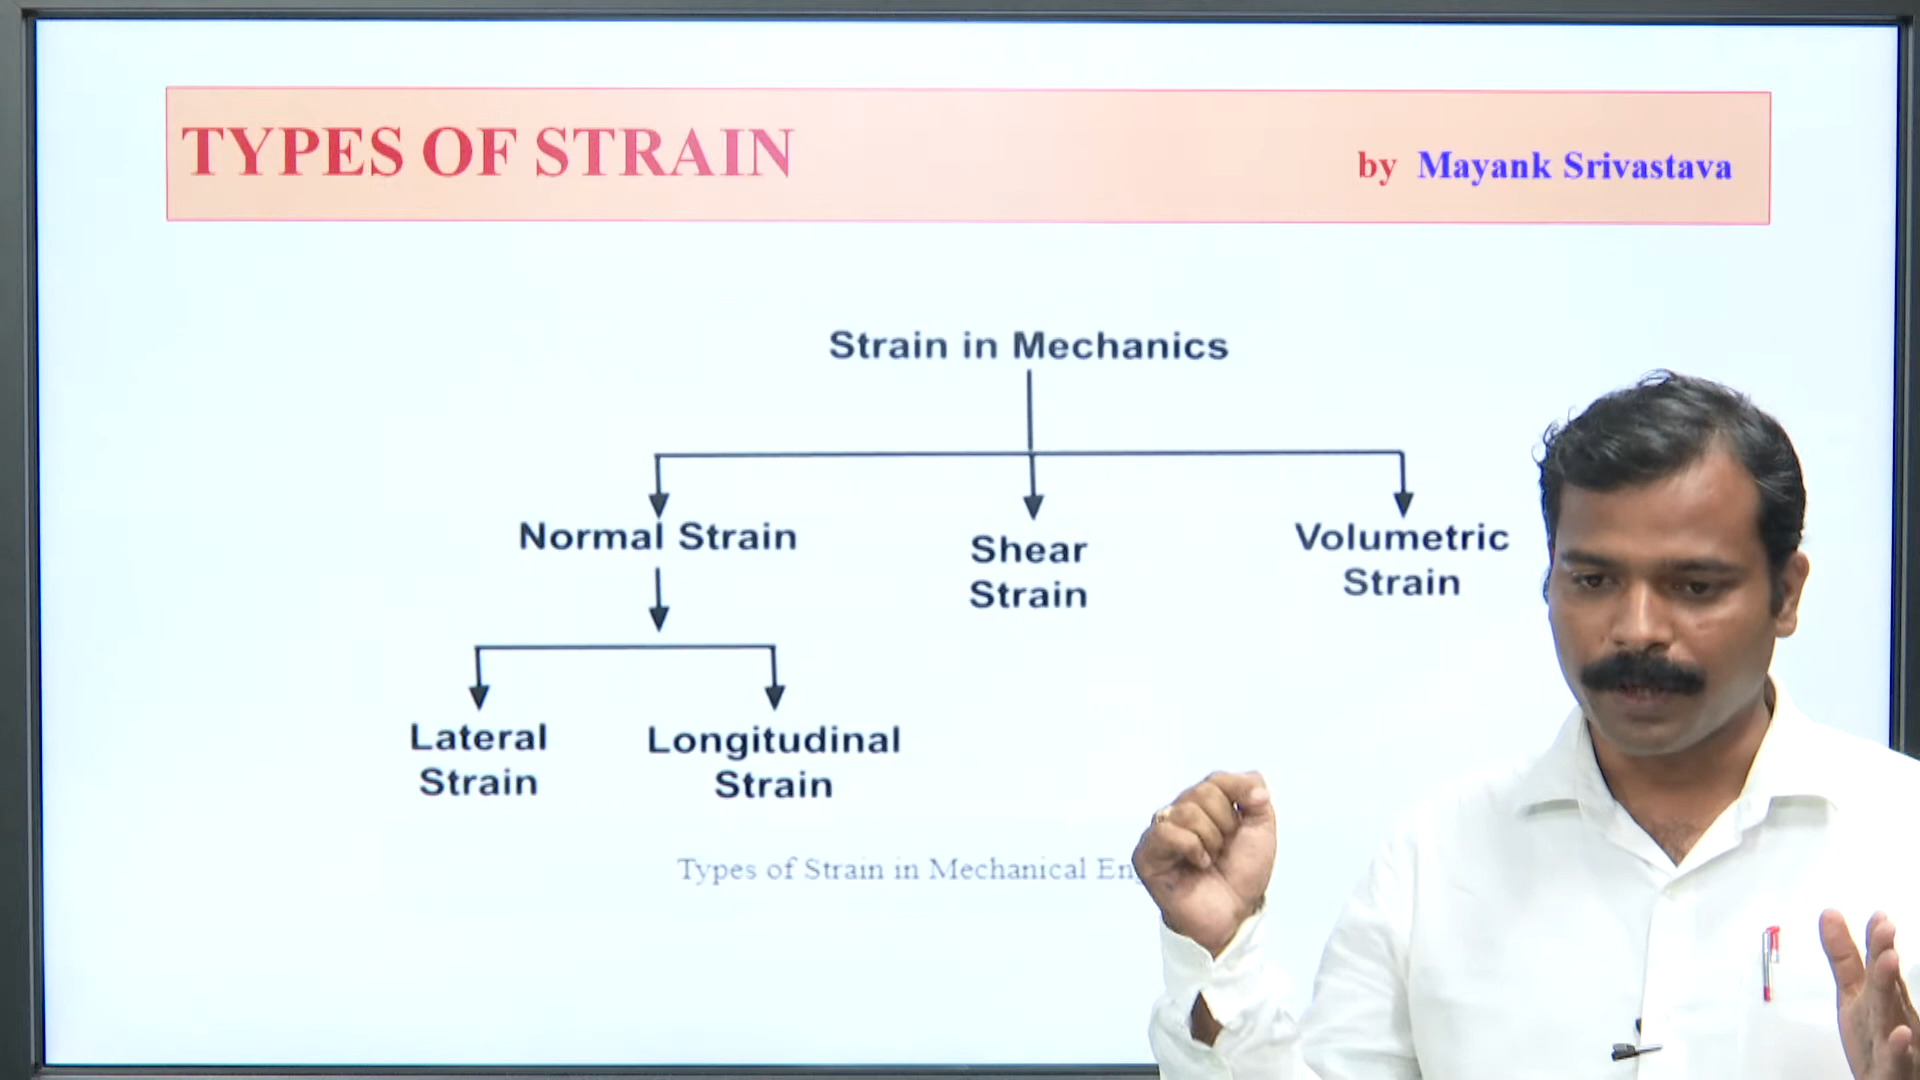 TYPES OF STRAIN
by Mayank Srivastava
Strain in Mechanics
Normal Strain
Shear
Strain
Volumetric
Strain
Lateral
Strain
Longitudinal
Strain
Types of Strain in Mechanical